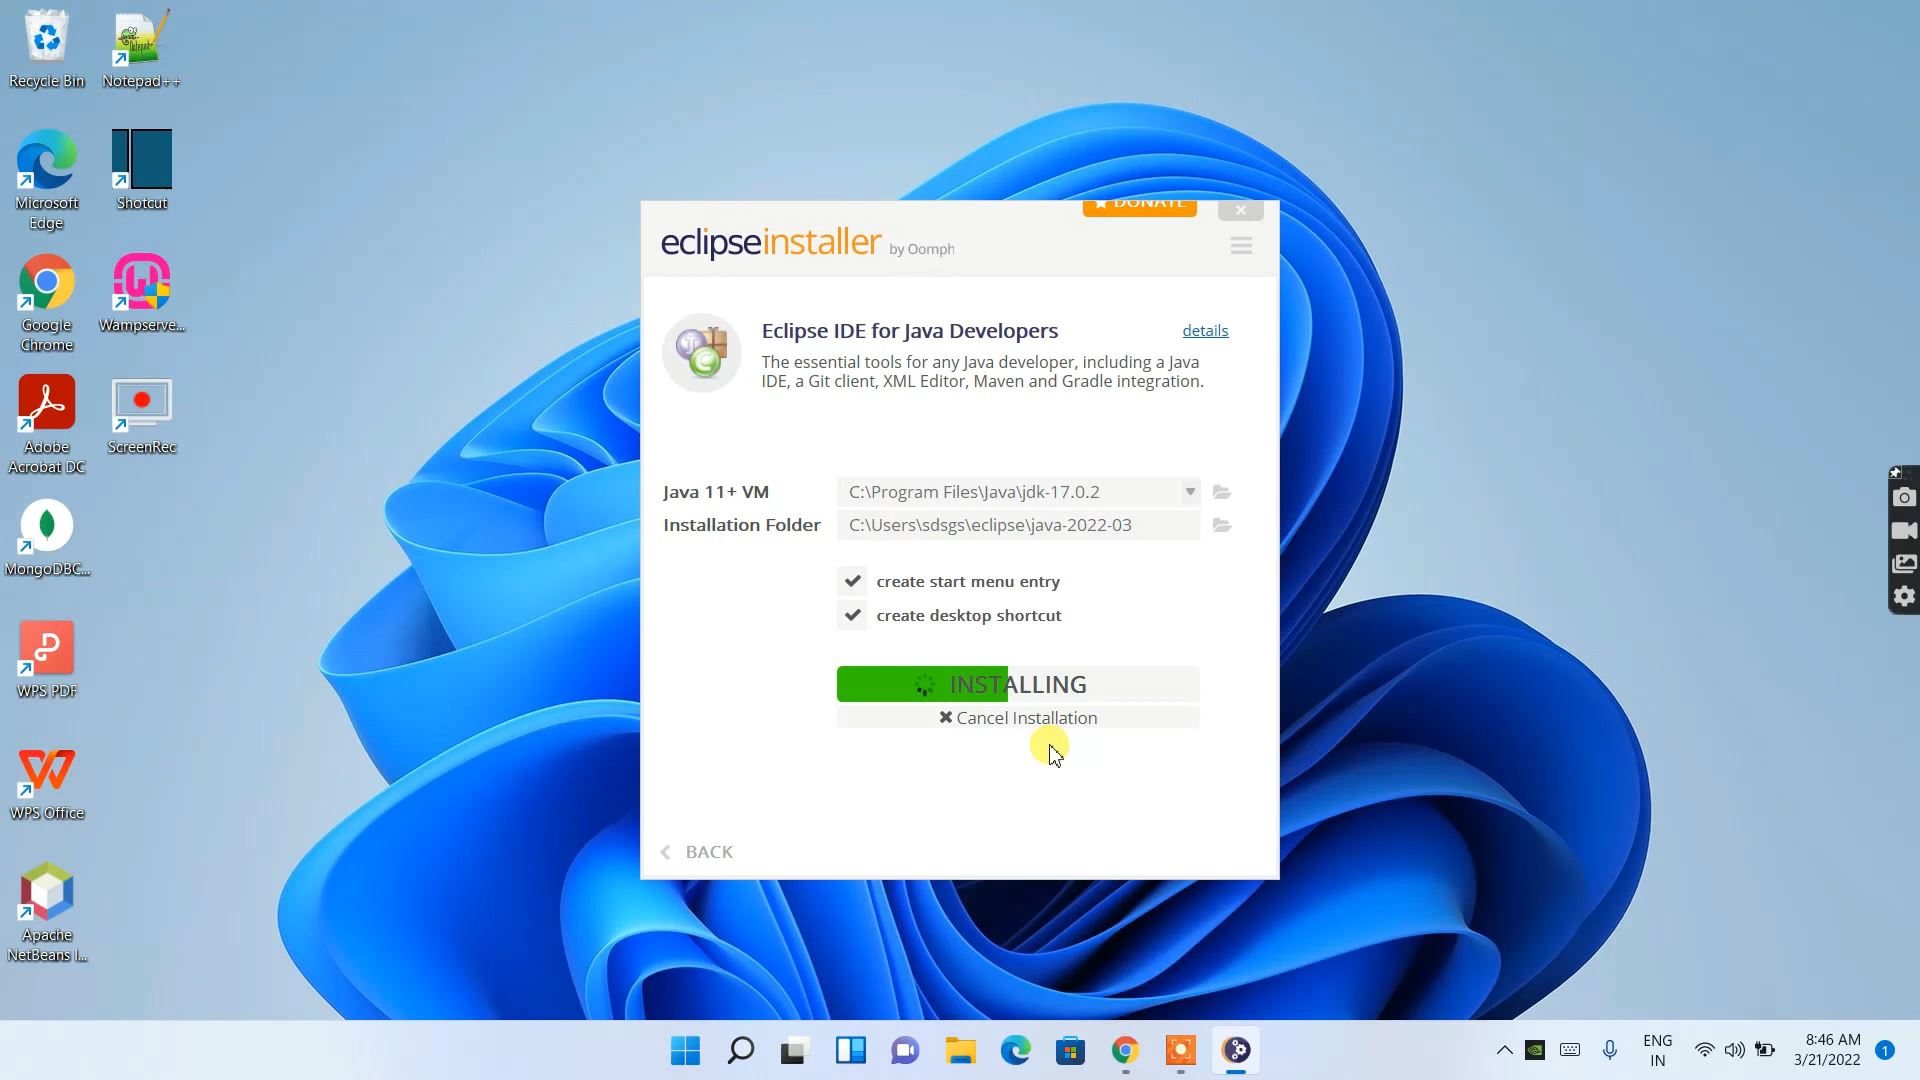 Recycle Bin
Notepad++
Microsoft
Edge
Shotcut
Google
Chrome
Wampserve...
Adobe
Acrobat DC
ScreenRec
MongoDBC...
WPS PDF
WPS Office
Apache
NetBeans I...
DONATE
eclipseinstaller by Oomph
Eclipse IDE for Java Developers
details
The essential tools for any Java developer, including a Java
IDE, a Git client, XML Editor, Maven and Gradle integration.
Java 11+ VM
C:\Program Files\Java\jdk-17.0.2
Installation Folder
C:\Users\sdsgs\eclipse\java-2022-03
create start menu entry
create desktop shortcut
INSTALLING
Cancel Installation
BACK
ENG
IN
8:46 AM
3/21/2022
1